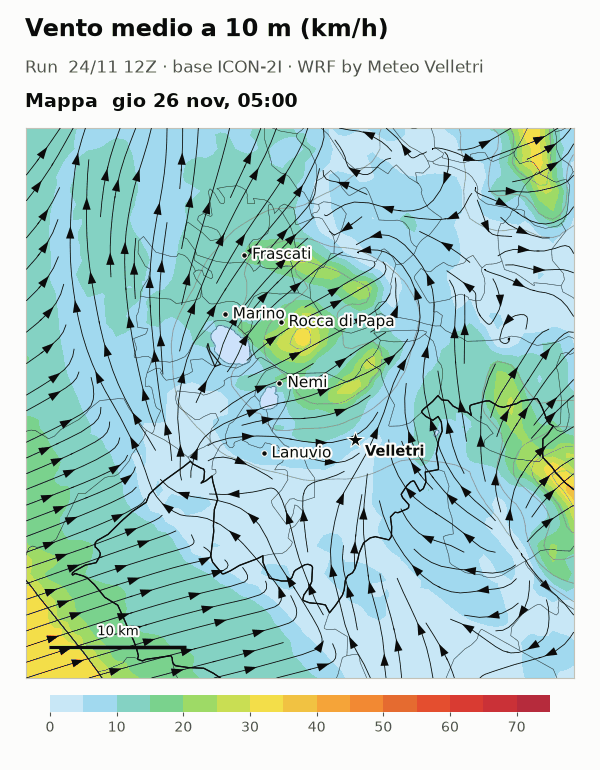 Vento medio a 10 m (km/h)
Run 24/11 12Z · base ICON-2I · WRF by Meteo Velletri
Mappa gio 26 nov, 05:00
Frascati
Marino
Rocca di Papa
Nemi
Velletri
Lanuvio
10 km
0 10 20 30 40 50 60 70